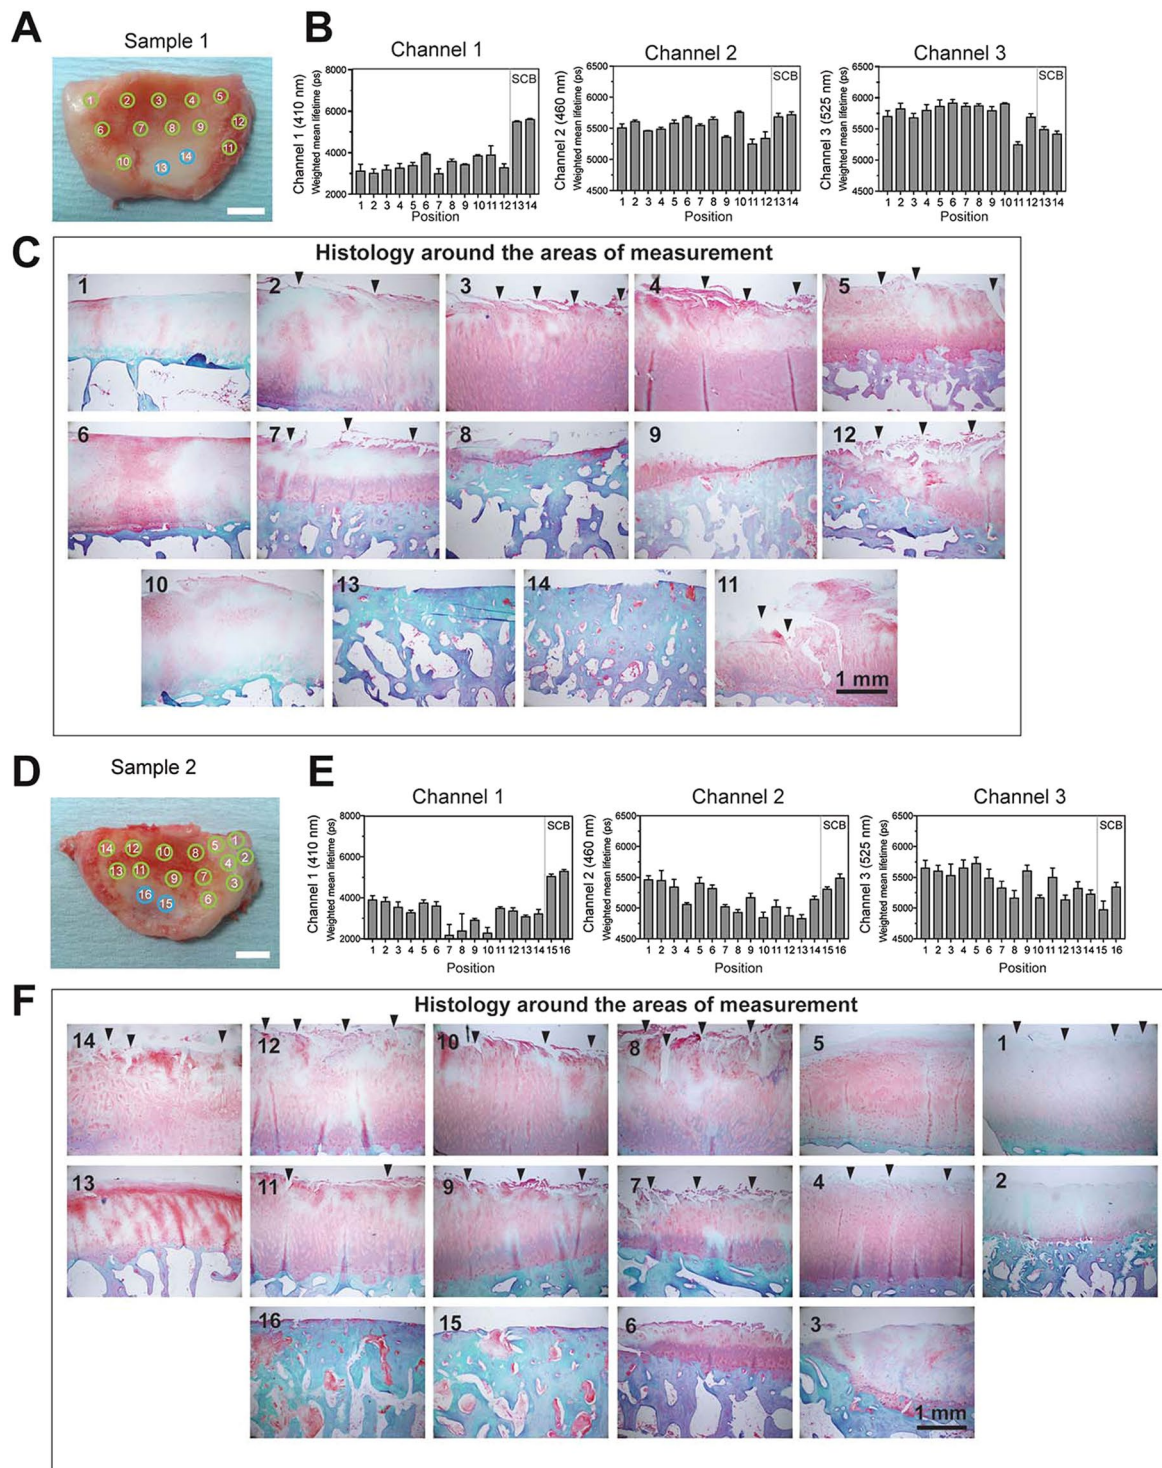 A
Sample 1
1 2 3 4 5
6 7 8 9 12
10 13 14 11
B
Channel 1
Channel 1 (410 nm)
Weighted mean lifetime (ps)
8000
6000
4000
2000
SCB
1 2 3 4 5 6 7 8 9 10 11 12 13 14
Position
Channel 2
Channel 2 (460 nm)
Weighted mean lifetime (ps)
6500
6000
5500
5000
4500
SCB
1 2 3 4 5 6 7 8 9 10 11 12 13 14
Position
Channel 3
Channel 3 (525 nm)
Weighted mean lifetime (ps)
6500
6000
5500
5000
4500
SCB
1 2 3 4 5 6 7 8 9 10 11 12 13 14
Position
C
Histology around the areas of measurement
1 2 3 4 5
6 7 8 9 12
10 13 14 11
1 mm
D
Sample 2
14 12 10 8 5 1
13 11 9 7 4 2
16 15 6 3
E
Channel 1
Channel 1 (410 nm)
Weighted mean lifetime (ps)
8000
6000
4000
2000
SCB
1 2 3 4 5 6 7 8 9 10 11 12 13 14 15 16
Position
Channel 2
Channel 2 (460 nm)
Weighted mean lifetime (ps)
6500
6000
5500
5000
4500
SCB
1 2 3 4 5 6 7 8 9 10 11 12 13 14 15 16
Position
Channel 3
Channel 3 (525 nm)
Weighted mean lifetime (ps)
6500
6000
5500
5000
4500
SCB
1 2 3 4 5 6 7 8 9 10 11 12 13 14 15 16
Position
F
Histology around the areas of measurement
14 12 10 8 5 1
13 11 9 7 4 2
16 15 6 3
1 mm